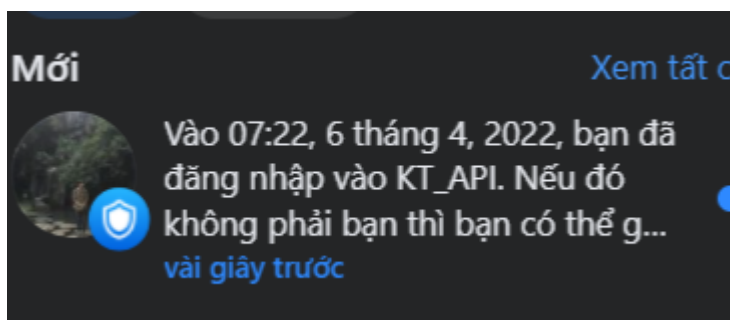 Mới
Xem tất
Vào 07:22, 6 tháng 4, 2022, bạn đã
đăng nhập vào KT_API. Nếu đó
không phải bạn thì bạn có thể g...
vài giây trước